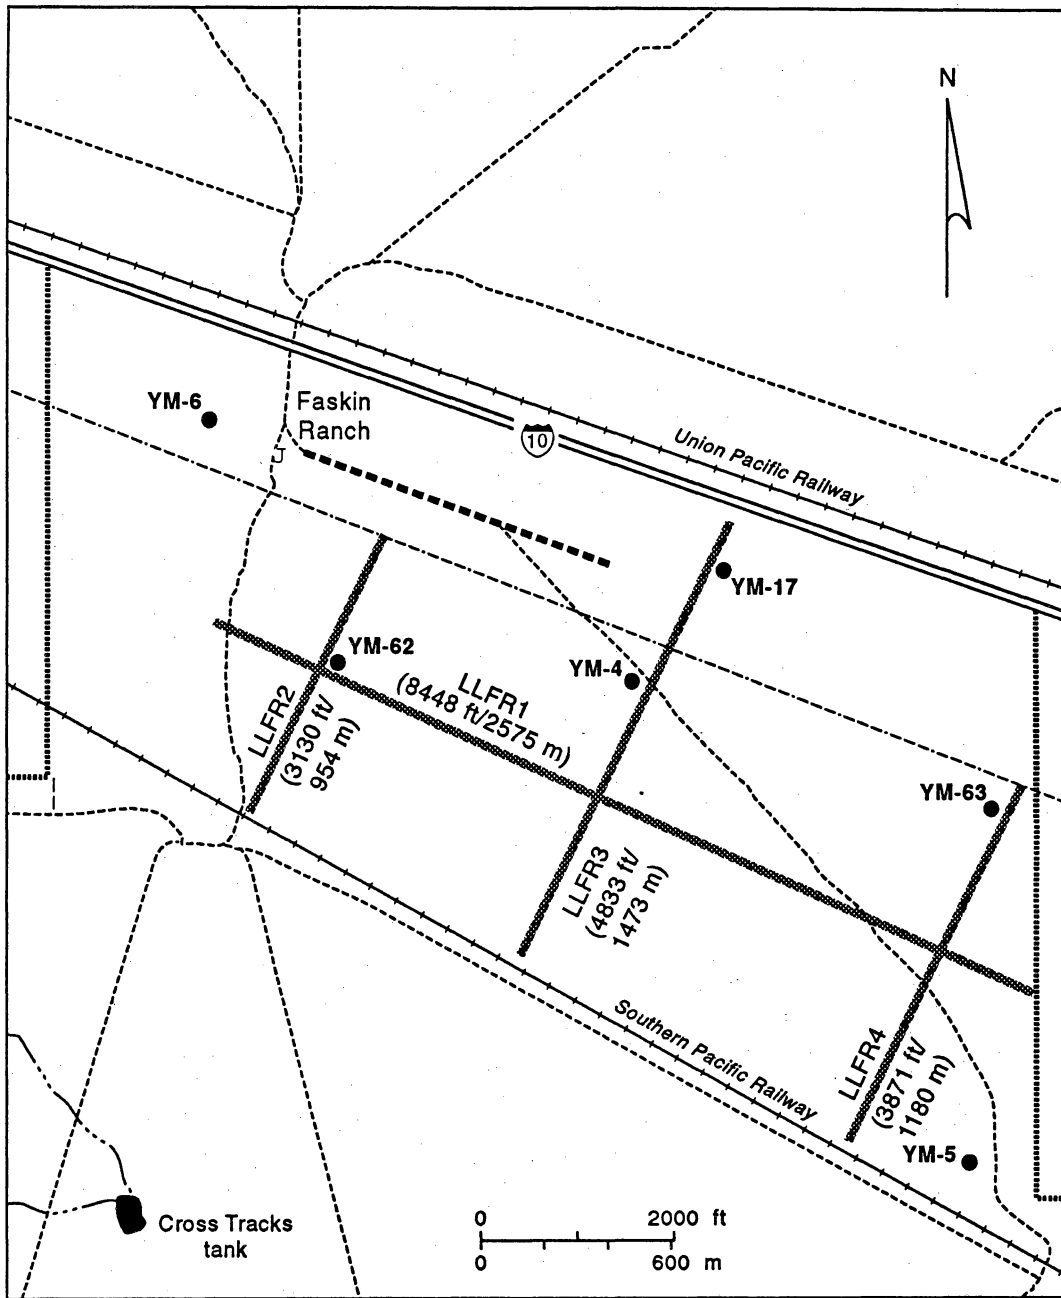 N
YM-6
Faskin
Ranch
10
Union Pacific Railway
J
YM-17
YM-62
YM-4
LLFR1
(8448 ft/2575 m)
LLFR2
(3130 ft/
954 m)
YM-63
LLFR3
(4833 ft/
1473 m)
Southern Pacific Railway
LLFR4
(3871 ft/
1180 m)
YM-5
Cross Tracks
tank
0 2000 ft
0 600 m